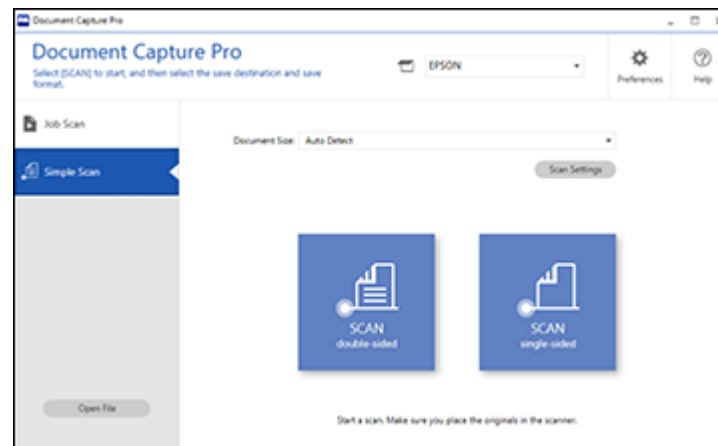 Document Capture Pro
Document Capture Pro
Select [SCAN] to start, and then select the save destination and save
format.
EPSON
Preferences
Help
Job Scan
Simple Scan
Document Size: Auto Detect
Scan Settings
SCAN
double-sided
SCAN
single-sided
Open File
Start a scan. Make sure you place the originals in the scanner.